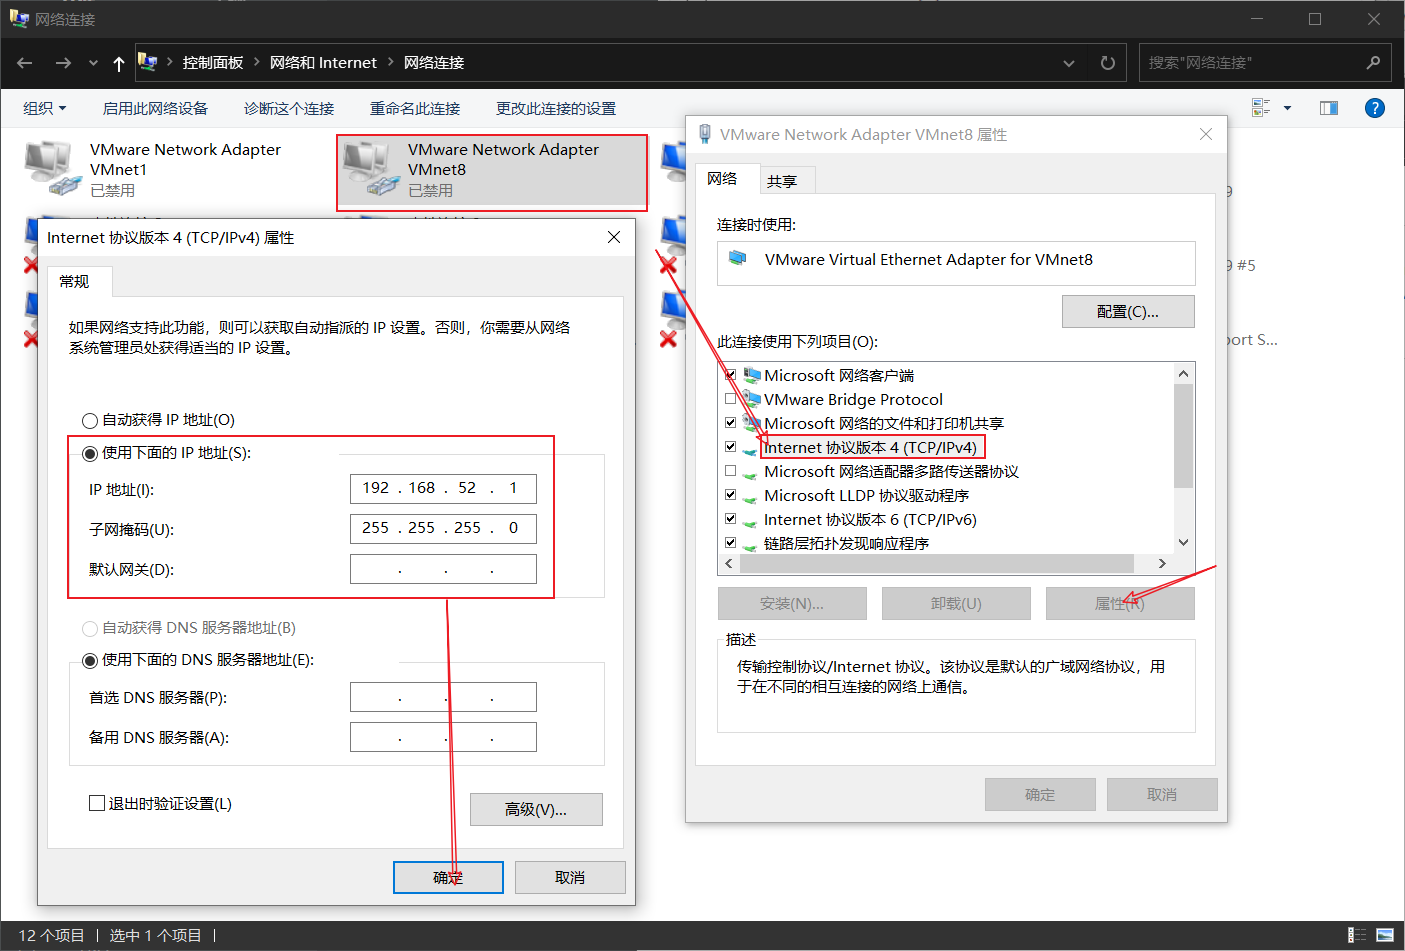 网络连接
控制面板 › 网络和 Internet › 网络连接
搜索"网络连接"
组织
启用此网络设备
诊断这个连接
重命名此连接
更改此连接的设置
VMware Network Adapter
VMnet1
已禁用
VMware Network Adapter
VMnet8
已禁用
9
9 #5
port S...
Internet 协议版本 4 (TCP/IPv4) 属性
常规
如果网络支持此功能，则可以获取自动指派的 IP 设置。否则，你需要从网络
系统管理员处获得适当的 IP 设置。
自动获得 IP 地址(O)
使用下面的 IP 地址(S):
IP 地址(I):
192 . 168 . 52 . 1
子网掩码(U):
255 . 255 . 255 . 0
默认网关(D):
. . .
自动获得 DNS 服务器地址(B)
使用下面的 DNS 服务器地址(E):
首选 DNS 服务器(P):
. . .
备用 DNS 服务器(A):
. . .
退出时验证设置(L)
高级(V)...
确定
取消
VMware Network Adapter VMnet8 属性
网络
共享
连接时使用:
VMware Virtual Ethernet Adapter for VMnet8
配置(C)...
此连接使用下列项目(O):
Microsoft 网络客户端
VMware Bridge Protocol
Microsoft 网络的文件和打印机共享
Internet 协议版本 4 (TCP/IPv4)
Microsoft 网络适配器多路传送器协议
Microsoft LLDP 协议驱动程序
Internet 协议版本 6 (TCP/IPv6)
链路层拓扑发现响应程序
安装(N)...
卸载(U)
属性(R)
描述
传输控制协议/Internet 协议。该协议是默认的广域网络协议，用
于在不同的相互连接的网络上通信。
确定
取消
12 个项目
选中 1 个项目